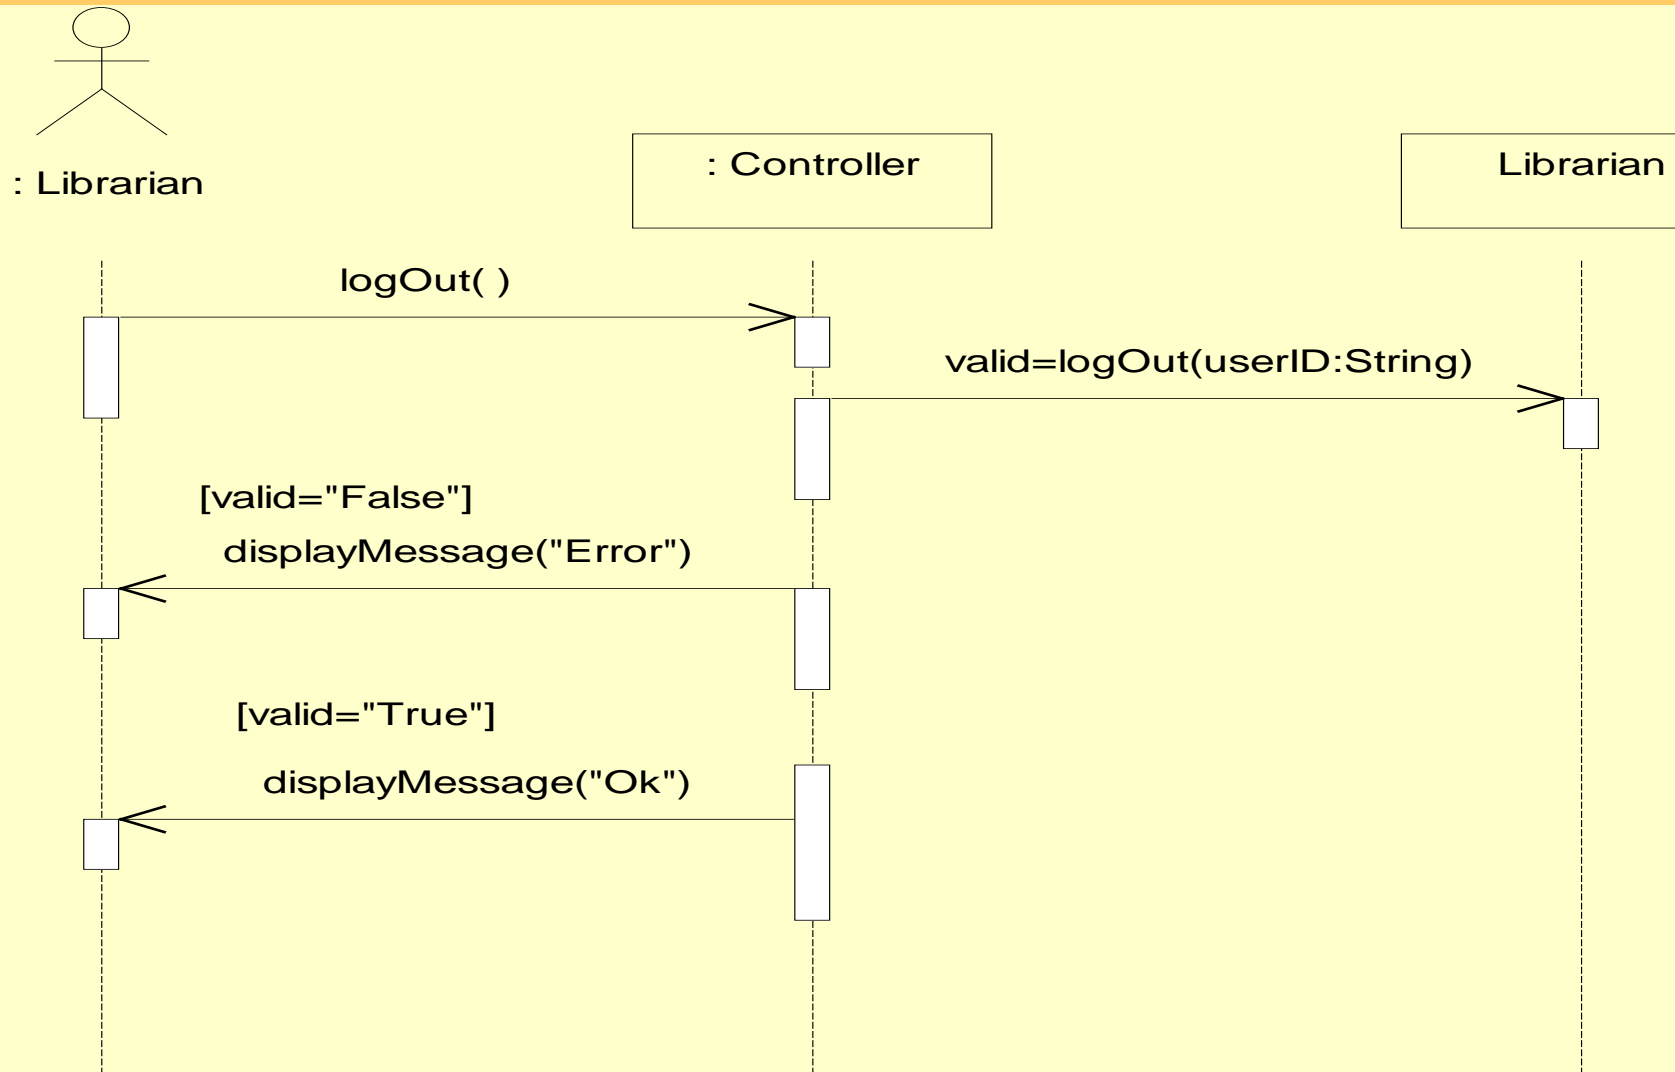 : Librarian
: Controller
Librarian
logOut( )
valid=logOut(userID:String)
[valid="False"]
displayMessage("Error")
[valid="True"]
displayMessage("Ok")